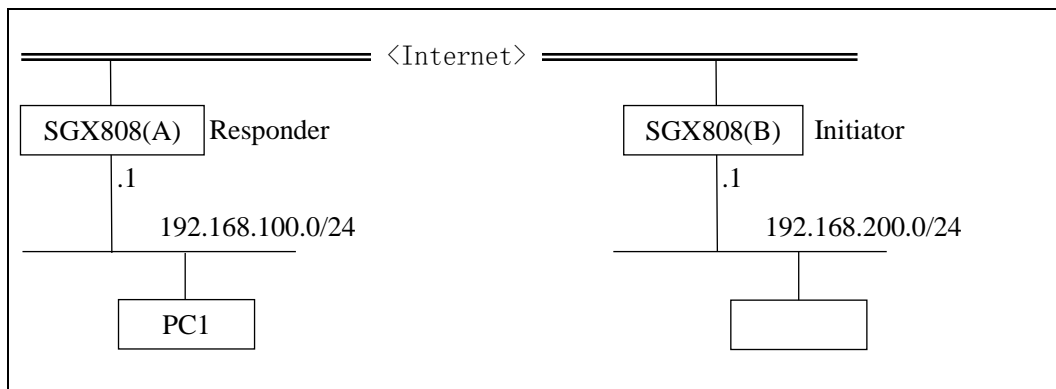 <Internet>
SGX808(A) Responder
SGX808(B) Initiator
.1
.1
192.168.100.0/24
192.168.200.0/24
PC1